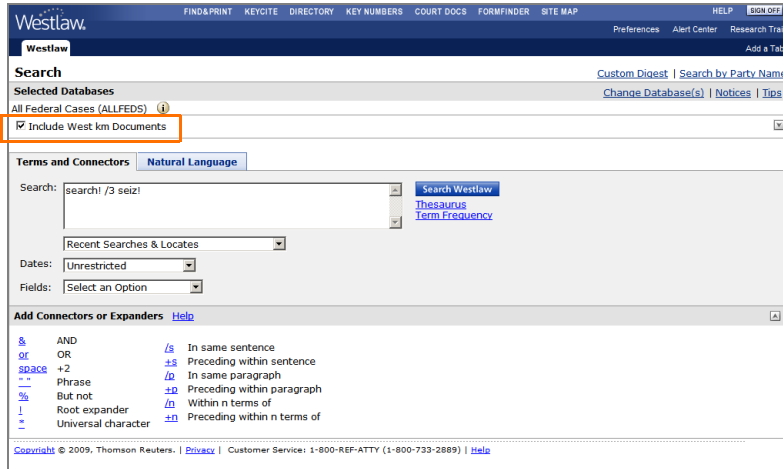 FIND&PRINT KEYCITE DIRECTORY KEY NUMBERS COURT DOCS FORMFINDER SITE MAP HELP SIGN OFF
Westlaw.
Preferences Alert Center Research Trai
Westlaw Add a Tab
Search Custom Digest | Search by Party Name
Selected Databases Change Database(s) | Notices | Tips
All Federal Cases (ALLFEDS) i
Include West km Documents
Terms and Connectors Natural Language
Search: search! /3 seiz! Search Westlaw
Thesaurus
Term Frequency
Recent Searches & Locates
Dates: Unrestricted
Fields: Select an Option
Add Connectors or Expanders Help
& AND
or OR
space +2
" " Phrase
% But not
! Root expander
* Universal character
/s In same sentence
+s Preceding within sentence
/p In same paragraph
+p Preceding within paragraph
/n Within n terms of
+n Preceding within n terms of
Copyright © 2009, Thomson Reuters. | Privacy | Customer Service: 1-800-REF-ATTY (1-800-733-2889) | Help